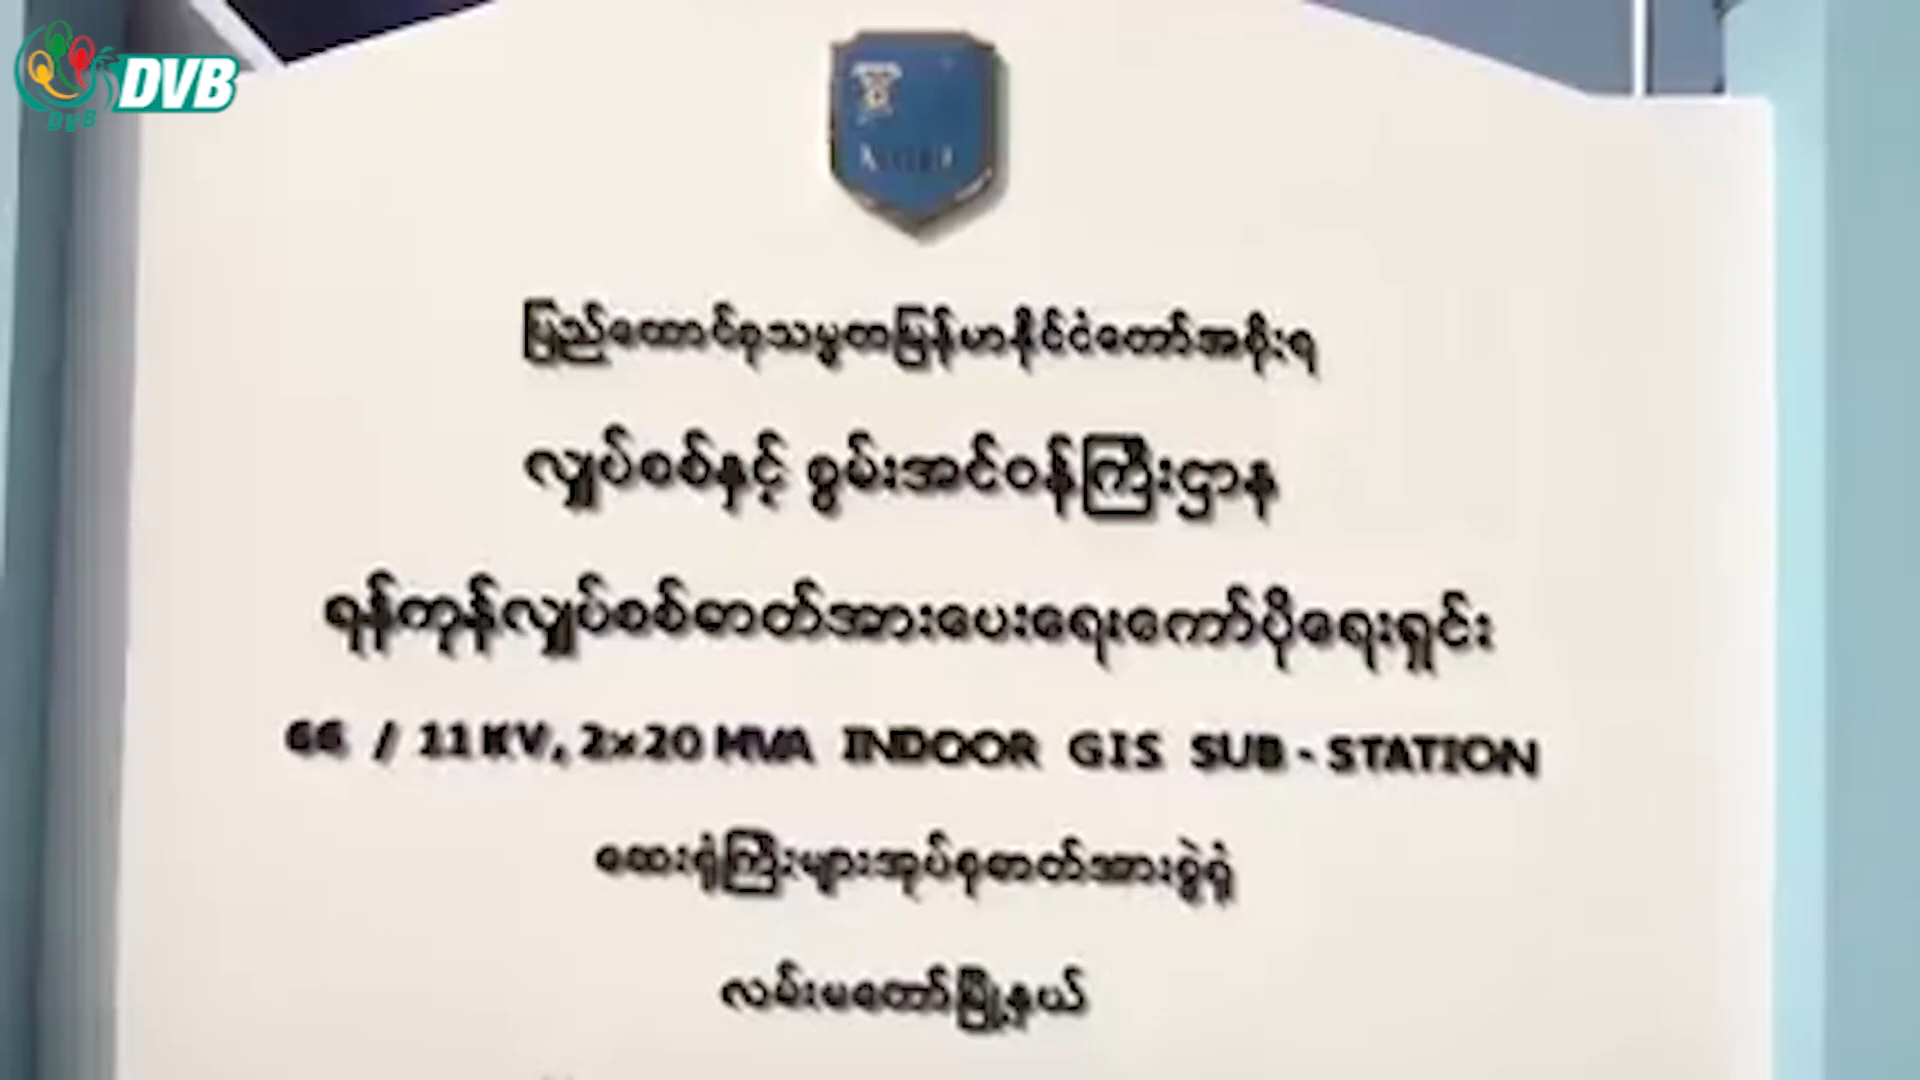 DVB
DVB
ပြည်ထောင်စုသမ္မတမြန်မာနိုင်ငံတော်အစိုးရ
လျှပ်စစ်နှင့် စွမ်းအင်ဝန်ကြီးဌာန
ရန်ကုန်လျှပ်စစ်ဓာတ်အားပေးရေးကော်ပိုရေးရှင်း
66 / 11 KV, 2x20 MVA INDOOR GIS SUB - STATION
ဆေးရုံကြီးများအုပ်စုဓာတ်အားခွဲရုံ
လမ်းမတော်မြို့နယ်